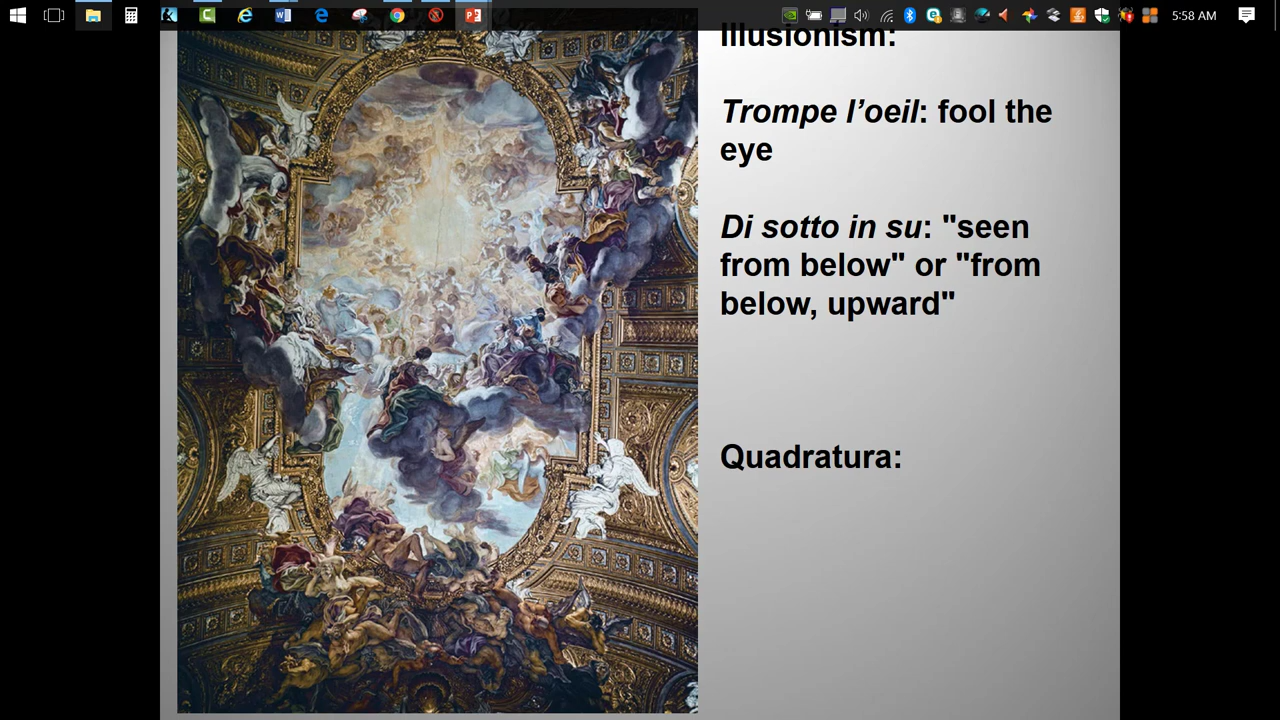 5:58 AM
Illusionism:
Trompe l’oeil: fool the
eye
Di sotto in su: "seen
from below" or "from
below, upward"
Quadratura: